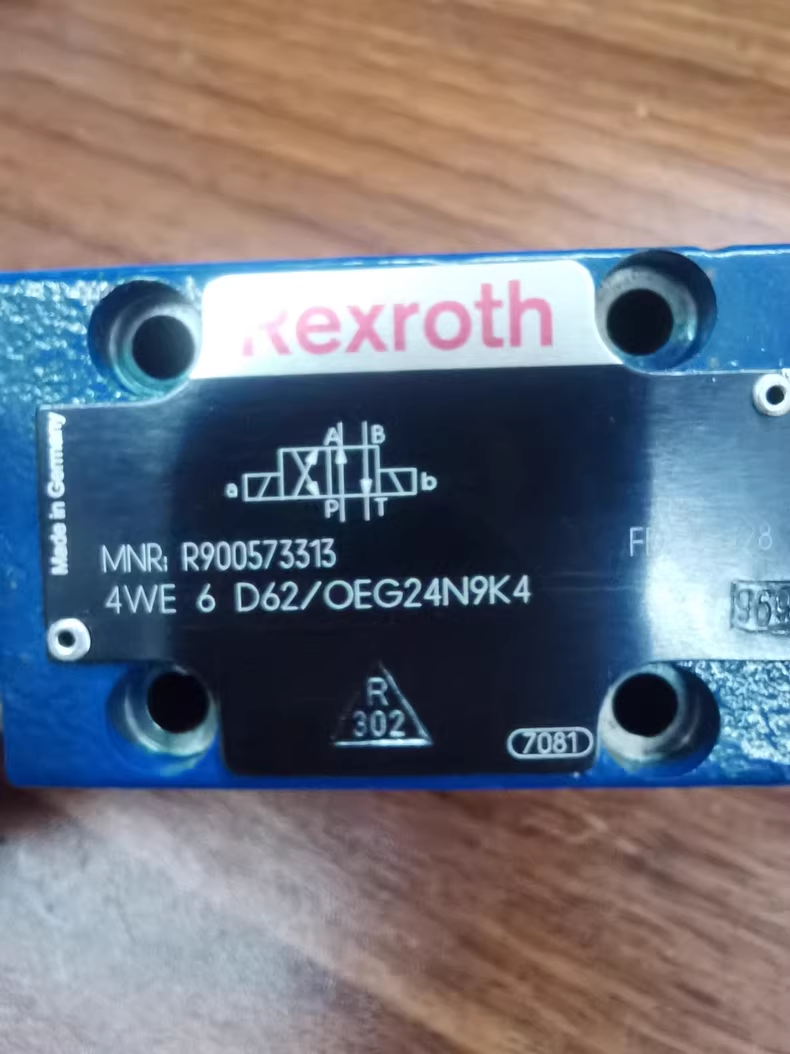 Rexroth
Made in Germany
A B
a b
P T
MNR: R900573313
4WE 6 D62/OEG24N9K4
R
302
7081